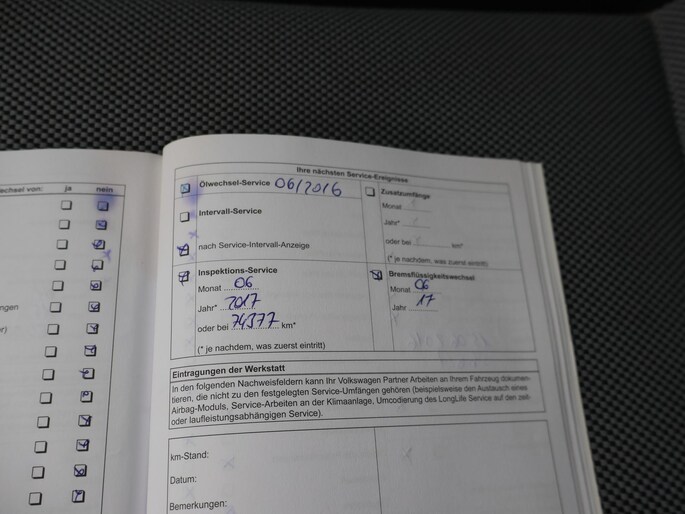 echsel von: ja nein
ngen
r)
Ihre nächsten Service-Ereignisse
Ölwechsel-Service 06/2016
Intervall-Service
nach Service-Intervall-Anzeige
Zusatzumfänge
Monat
Jahr*
oder bei km*
(* je nachdem, was zuerst eintritt)
Inspektions-Service
Monat 06
Jahr* 2017
oder bei 74377 km*
(* je nachdem, was zuerst eintritt)
Bremsflüssigkeitswechsel
Monat 06
Jahr 17
Eintragungen der Werkstatt
In den folgenden Nachweisfeldern kann Ihr Volkswagen Partner Arbeiten an Ihrem Fahrzeug dokumen-
tieren, die nicht zu den festgelegten Service-Umfängen gehören (beispielsweise den Austausch eines
Airbag-Moduls, Service-Arbeiten an der Klimaanlage, Umcodierung des LongLife Service auf den zeit-
oder laufleistungsabhängigen Service).
km-Stand:
Datum:
Bemerkungen: